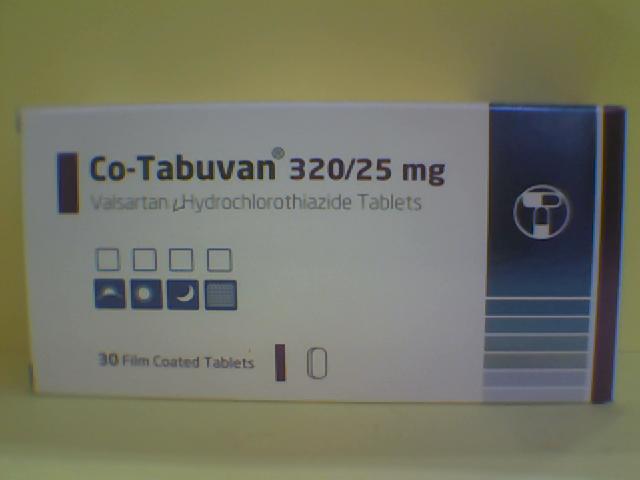 Co-Tabuvan® 320/25 mg
Valsartan / Hydrochlorothiazide Tablets
30 Film Coated Tablets